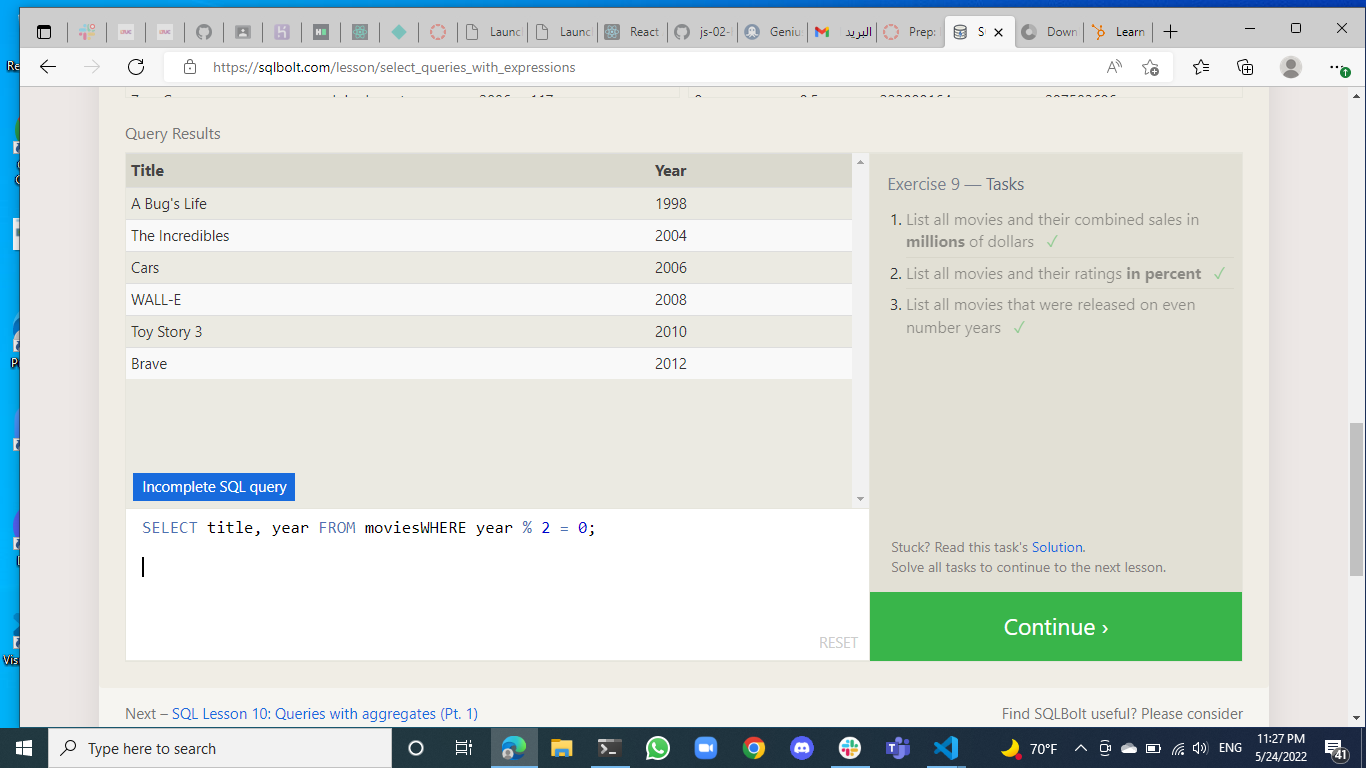 Launc
Launc
React
js-02-
Geniu
البريد
Prep:
S
Down
Learn
https://sqlbolt.com/lesson/select_queries_with_expressions
Query Results
Title Year
A Bug's Life 1998
The Incredibles 2004
Cars 2006
WALL-E 2008
Toy Story 3 2010
Brave 2012
Incomplete SQL query
SELECT title, year FROM moviesWHERE year % 2 = 0;
RESET
Exercise 9 — Tasks
1. List all movies and their combined sales in
millions of dollars ✓
2. List all movies and their ratings in percent ✓
3. List all movies that were released on even
number years ✓
Stuck? Read this task's Solution.
Solve all tasks to continue to the next lesson.
Continue ›
Next – SQL Lesson 10: Queries with aggregates (Pt. 1)
Find SQLBolt useful? Please consider
Type here to search
70°F
ENG
11:27 PM
5/24/2022
41